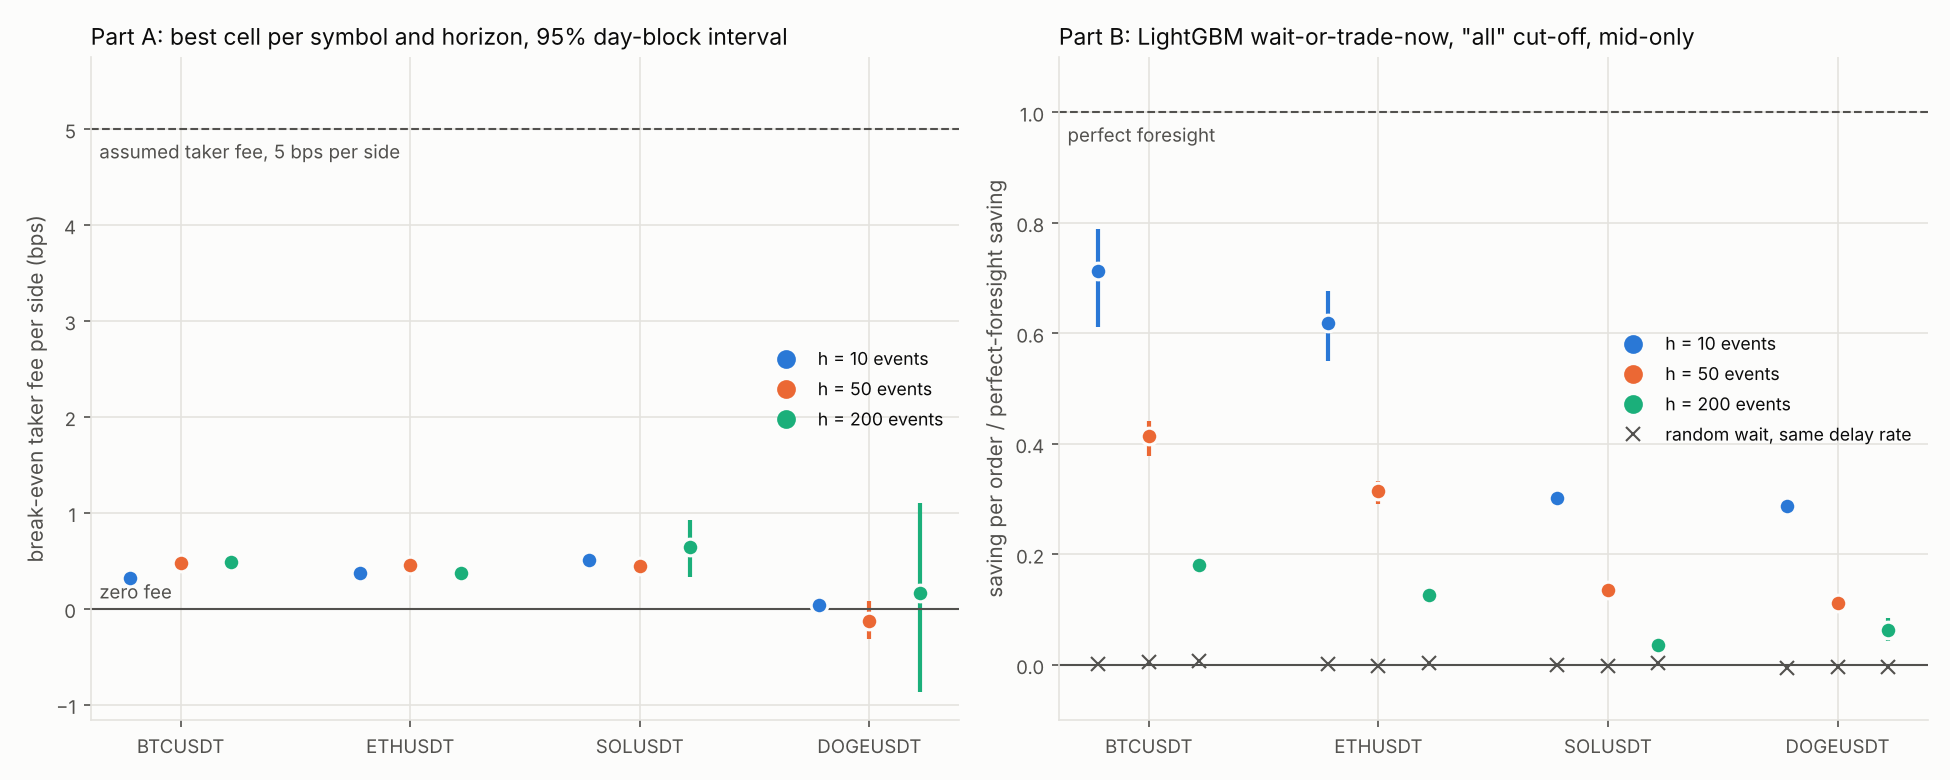 Part A: best cell per symbol and horizon, 95% day-block interval
break-even taker fee per side (bps)
5
4
3
2
1
0
−1
assumed taker fee, 5 bps per side
zero fee
h = 10 events
h = 50 events
h = 200 events
BTCUSDT
ETHUSDT
SOLUSDT
DOGEUSDT
Part B: LightGBM wait-or-trade-now, "all" cut-off, mid-only
saving per order / perfect-foresight saving
1.0
0.8
0.6
0.4
0.2
0.0
perfect foresight
h = 10 events
h = 50 events
h = 200 events
random wait, same delay rate
BTCUSDT
ETHUSDT
SOLUSDT
DOGEUSDT